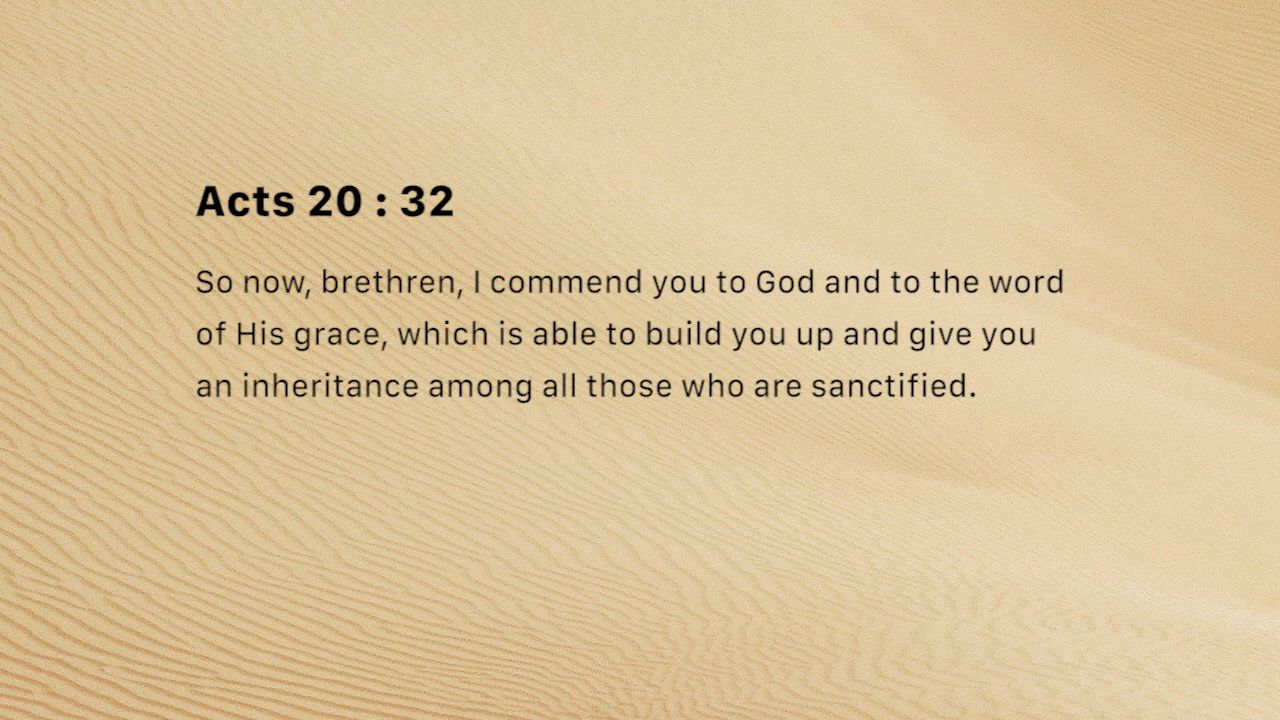 Acts 20 : 32
So now, brethren, I commend you to God and to the word
of His grace, which is able to build you up and give you
an inheritance among all those who are sanctified.